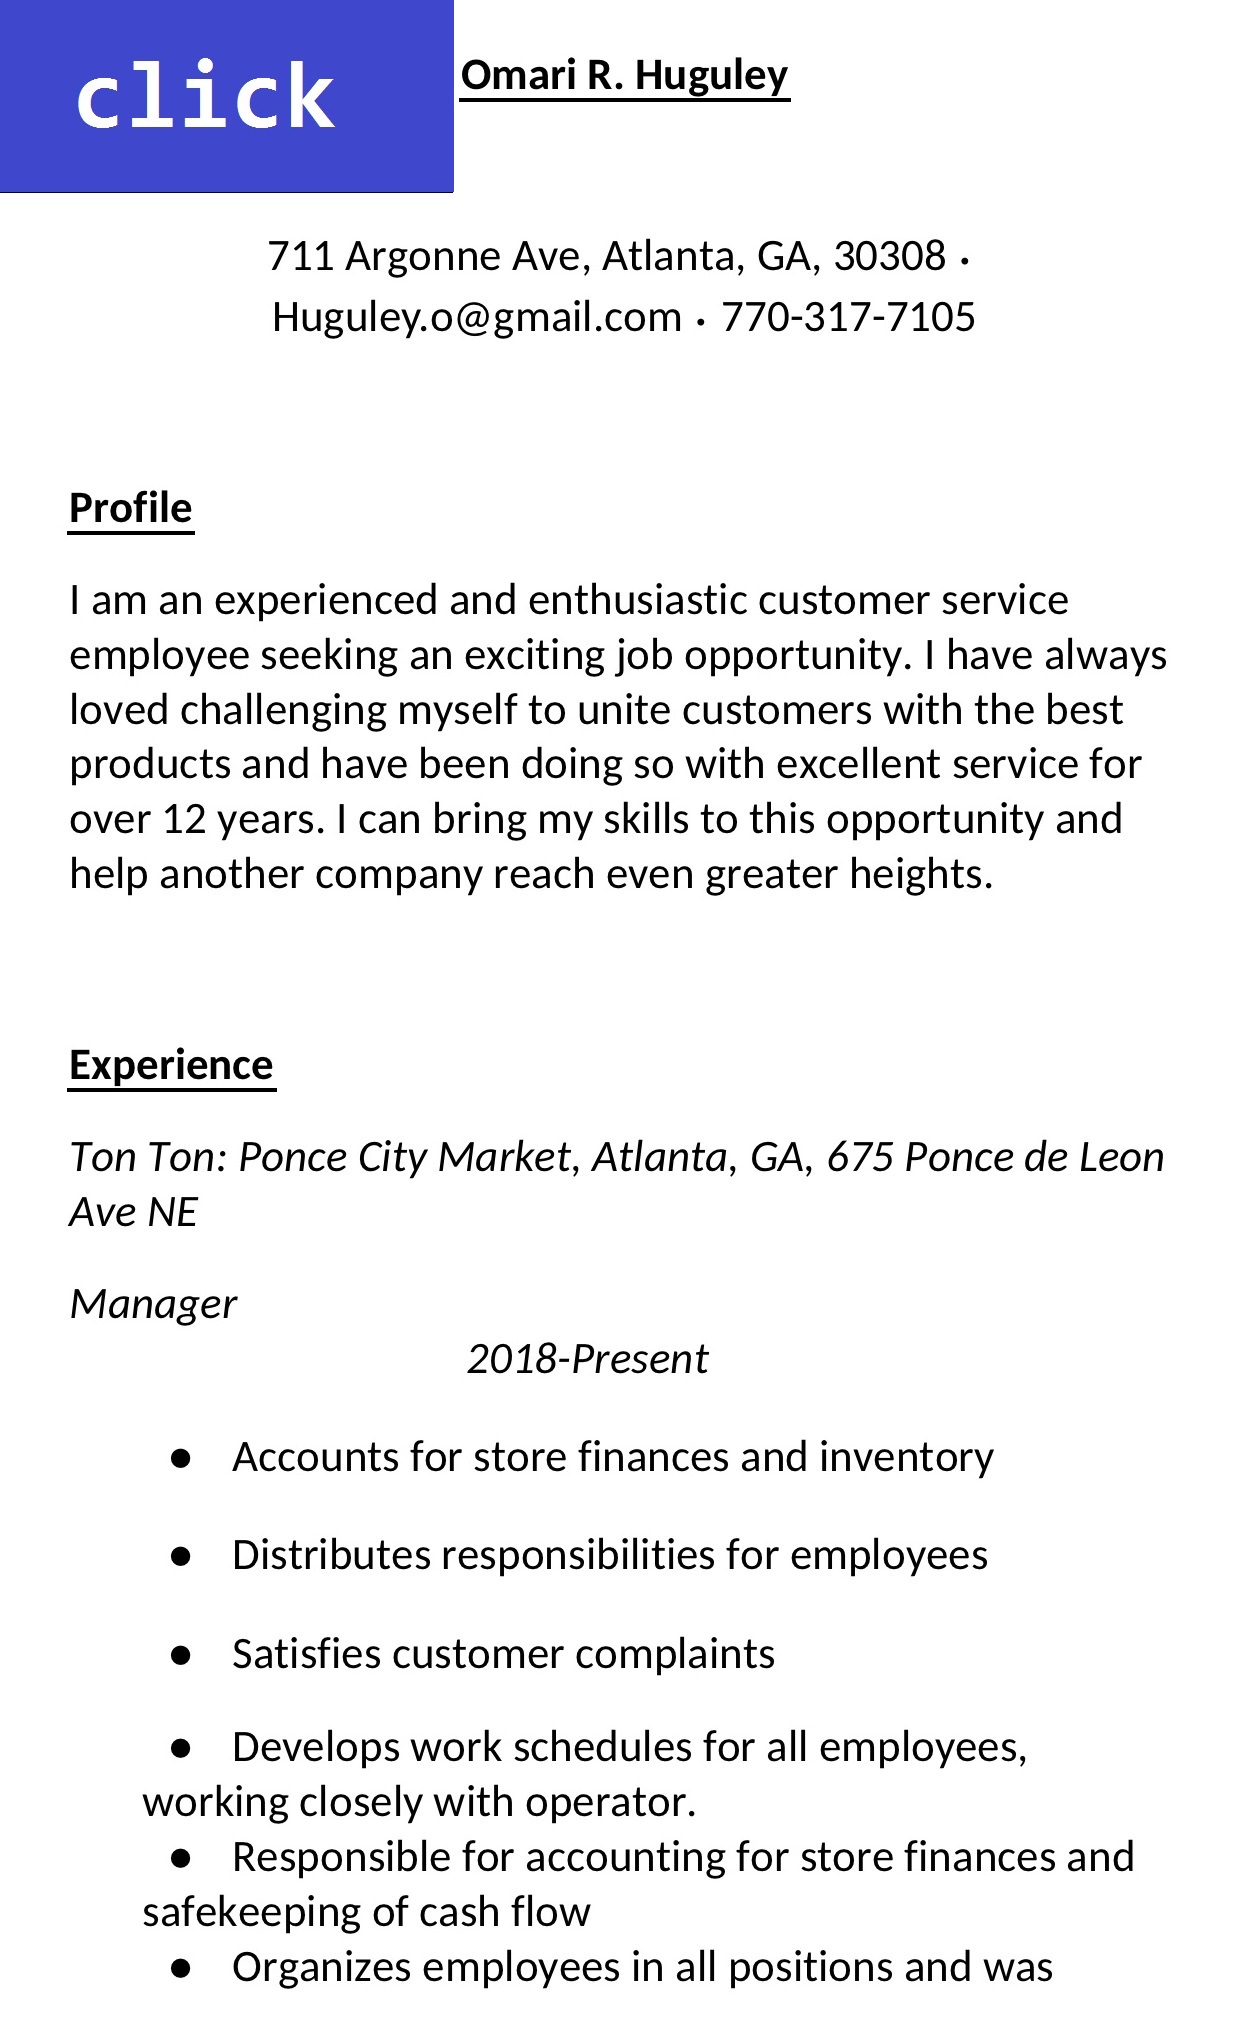 click
Omari R. Huguley
711 Argonne Ave, Atlanta, GA, 30308 •
Huguley.o@gmail.com • 770-317-7105
Profile
I am an experienced and enthusiastic customer service
employee seeking an exciting job opportunity. I have always
loved challenging myself to unite customers with the best
products and have been doing so with excellent service for
over 12 years. I can bring my skills to this opportunity and
help another company reach even greater heights.
Experience
Ton Ton: Ponce City Market, Atlanta, GA, 675 Ponce de Leon
Ave NE
Manager
2018-Present
● Accounts for store finances and inventory
● Distributes responsibilities for employees
● Satisfies customer complaints
● Develops work schedules for all employees,
working closely with operator.
● Responsible for accounting for store finances and
safekeeping of cash flow
● Organizes employees in all positions and was